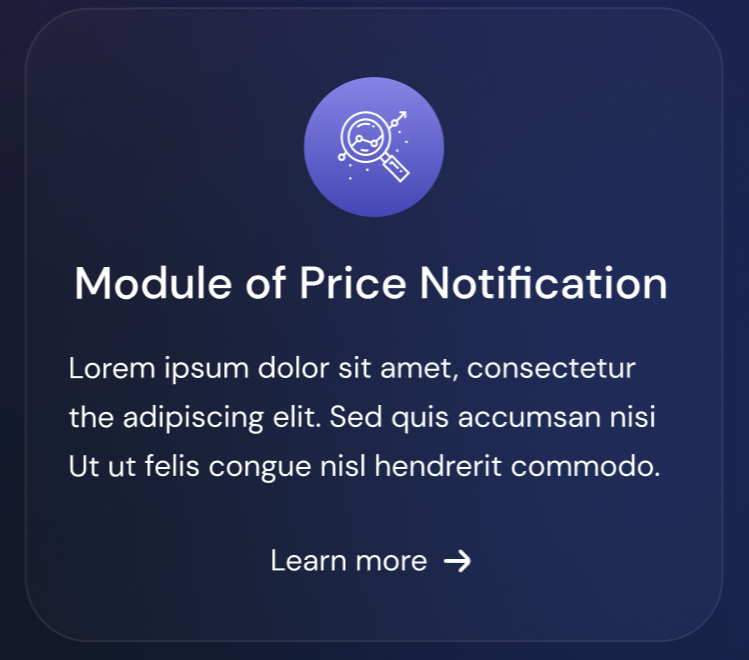 Module of Price Notification
Lorem ipsum dolor sit amet, consectetur
the adipiscing elit. Sed quis accumsan nisi
Ut ut felis congue nisl hendrerit commodo.
Learn more →